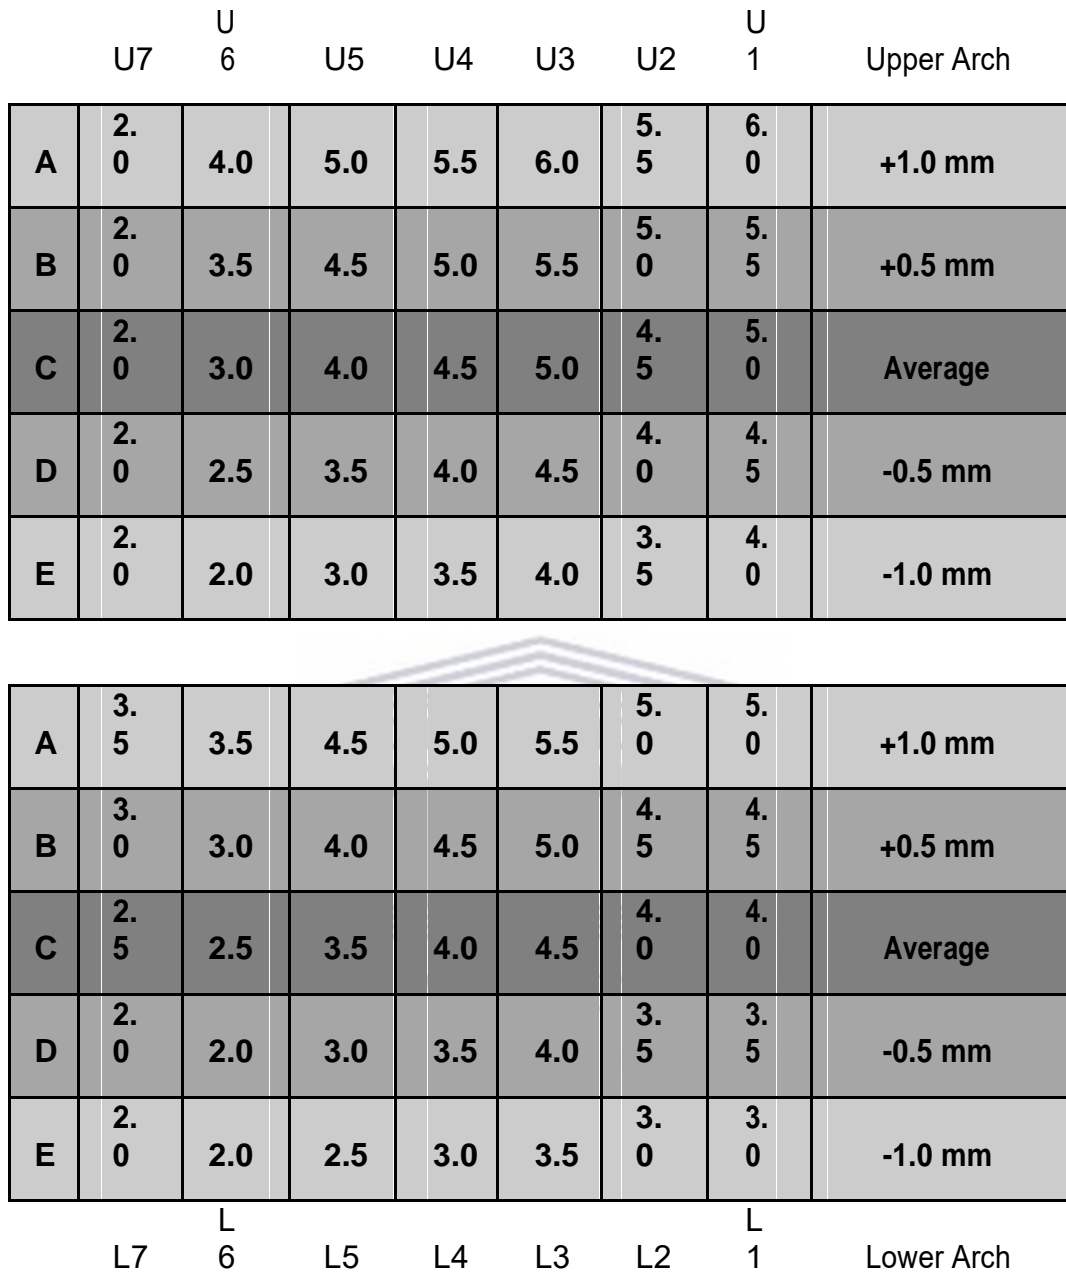 U7 U6 U5 U4 U3 U2 U1 Upper Arch
A 2.0 4.0 5.0 5.5 6.0 5.5 6.0 +1.0 mm
B 2.0 3.5 4.5 5.0 5.5 5.0 5.5 +0.5 mm
C 2.0 3.0 4.0 4.5 5.0 4.5 5.0 Average
D 2.0 2.5 3.5 4.0 4.5 4.0 4.5 -0.5 mm
E 2.0 2.0 3.0 3.5 4.0 3.5 4.0 -1.0 mm
A 3.5 3.5 4.5 5.0 5.5 5.0 5.0 +1.0 mm
B 3.0 3.0 4.0 4.5 5.0 4.5 4.5 +0.5 mm
C 2.5 2.5 3.5 4.0 4.5 4.0 4.0 Average
D 2.0 2.0 3.0 3.5 4.0 3.5 3.5 -0.5 mm
E 2.0 2.0 2.5 3.0 3.5 3.0 3.0 -1.0 mm
L7 L6 L5 L4 L3 L2 L1 Lower Arch